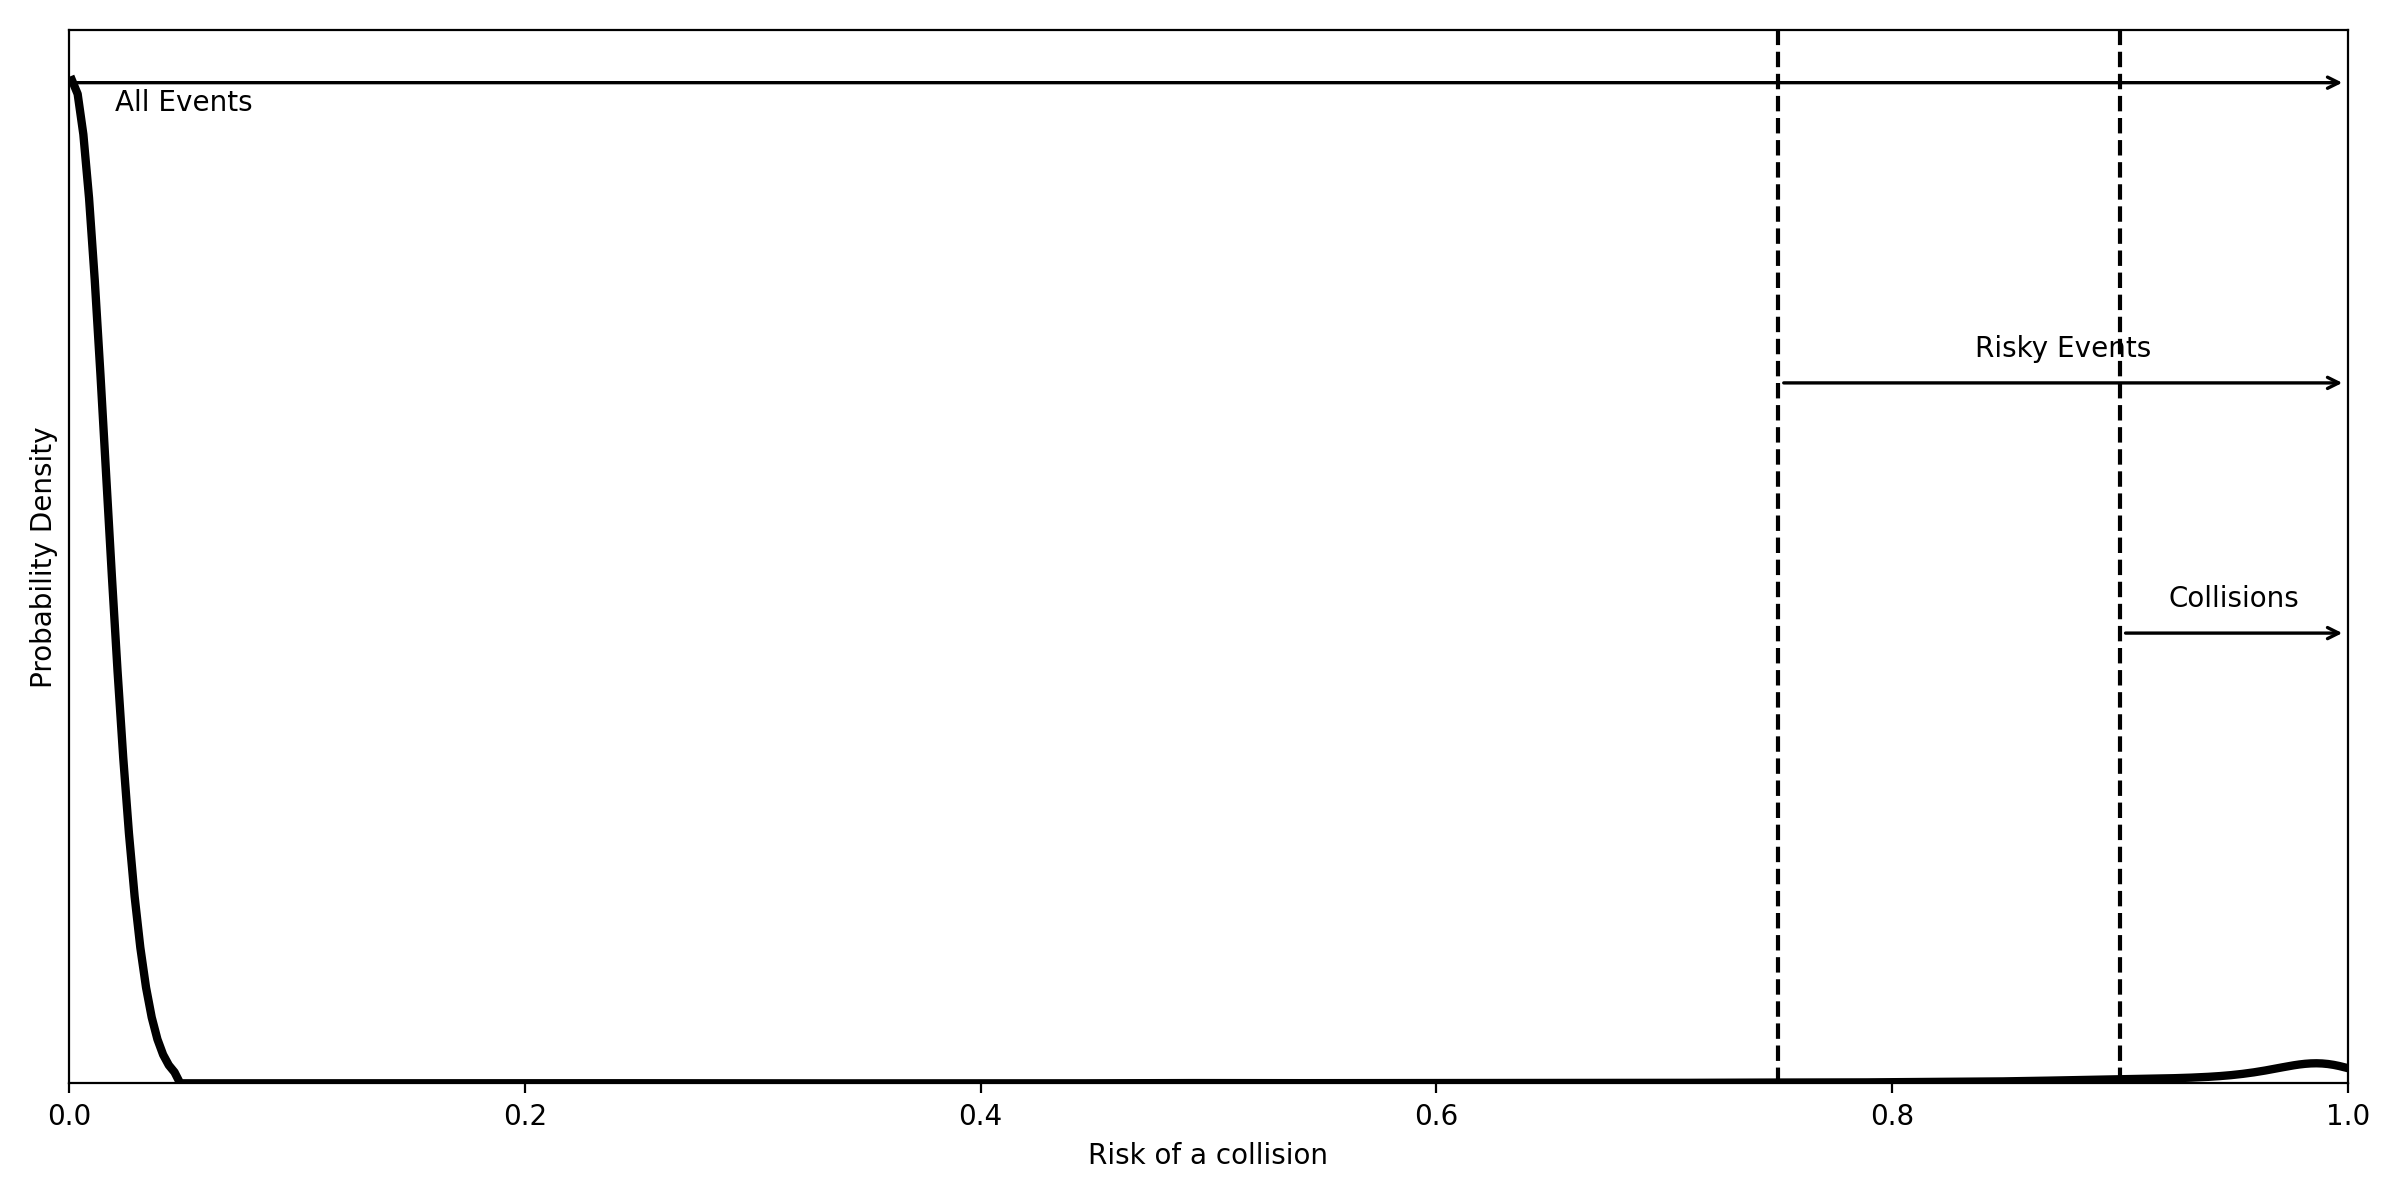 All Events
Risky Events
Collisions
Probability Density
0.0 0.2 0.4 0.6 0.8 1.0
Risk of a collision